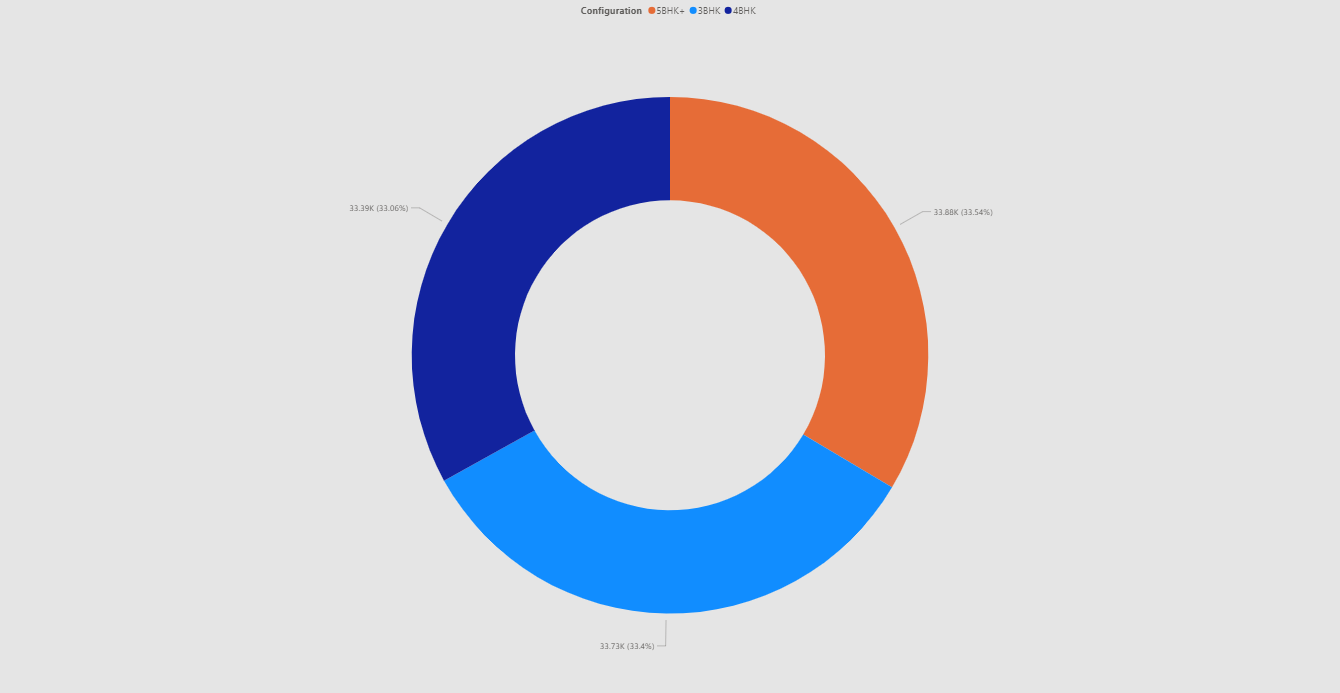 Configuration 5BHK+ 3BHK 4BHK
33.39K (33.06%)
33.88K (33.54%)
33.73K (33.4%)